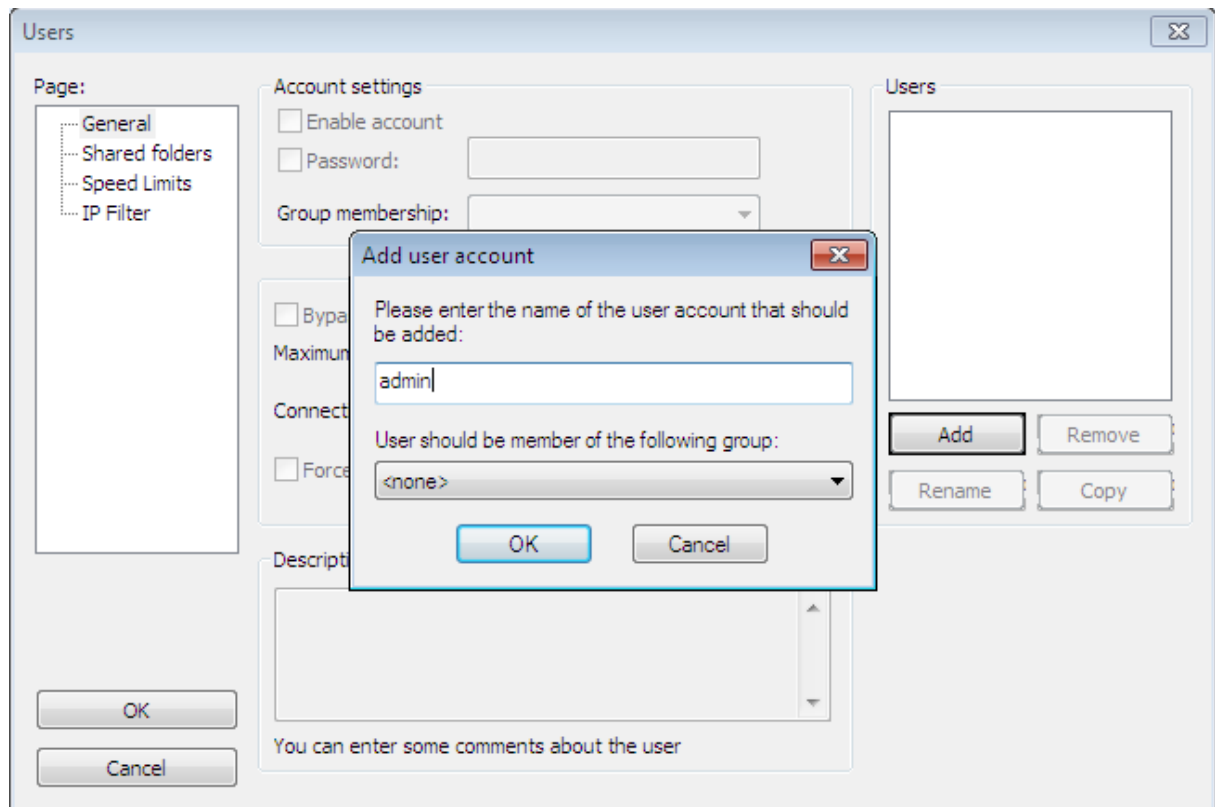 Users
Page:
General
Shared folders
Speed Limits
IP Filter
OK
Cancel
Account settings
Enable account
Password:
Group membership:
Bypa
Maximum
Connect
Force
Descripti
You can enter some comments about the user
Add user account
Please enter the name of the user account that should
be added:
admin
User should be member of the following group:
<none>
OK Cancel
Users
Add Remove
Rename Copy